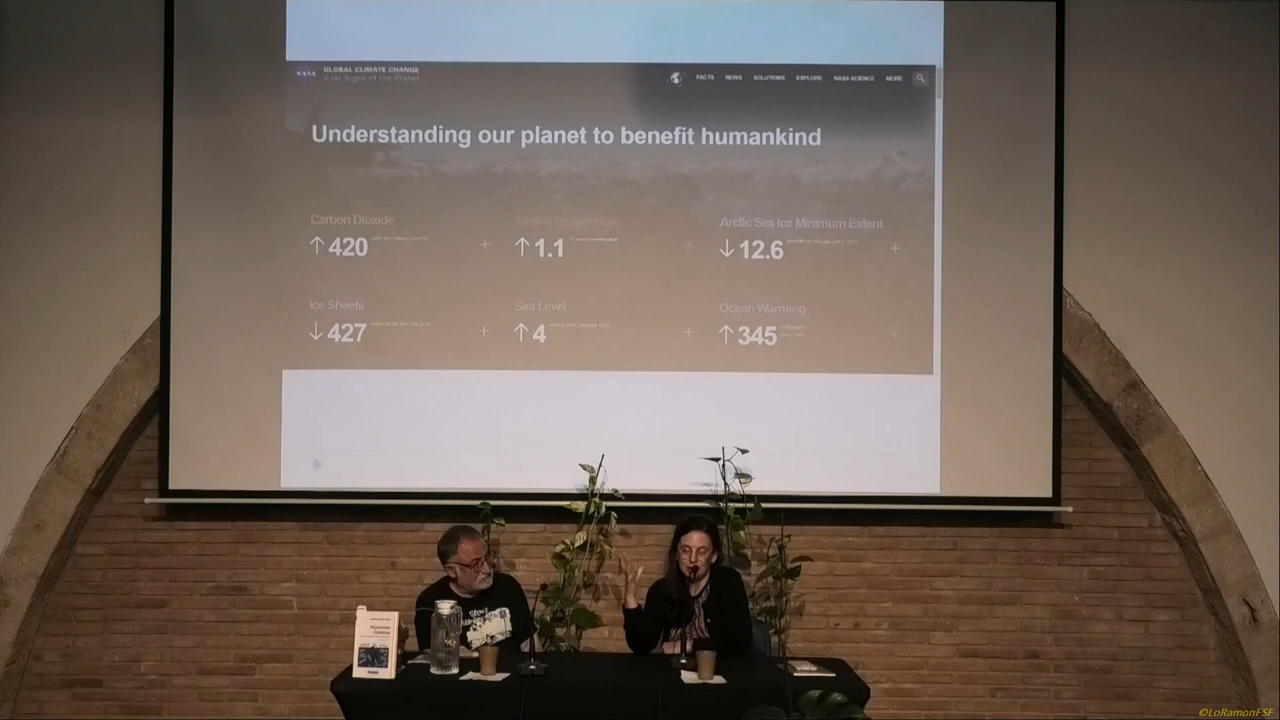 NASA
GLOBAL CLIMATE CHANGE
Vital Signs of the Planet
FACTS NEWS SOLUTIONS EXPLORE NASA SCIENCE MORE
Understanding our planet to benefit humankind
Carbon Dioxide
↑ 420
+
Global Temperature
↑ 1.1
+
Arctic Sea Ice Minimum Extent
↓ 12.6
+
Ice Sheets
↓ 427
+
Sea Level
↑ 4
+
Ocean Warming
↑ 345
+
©LoRamonFSF